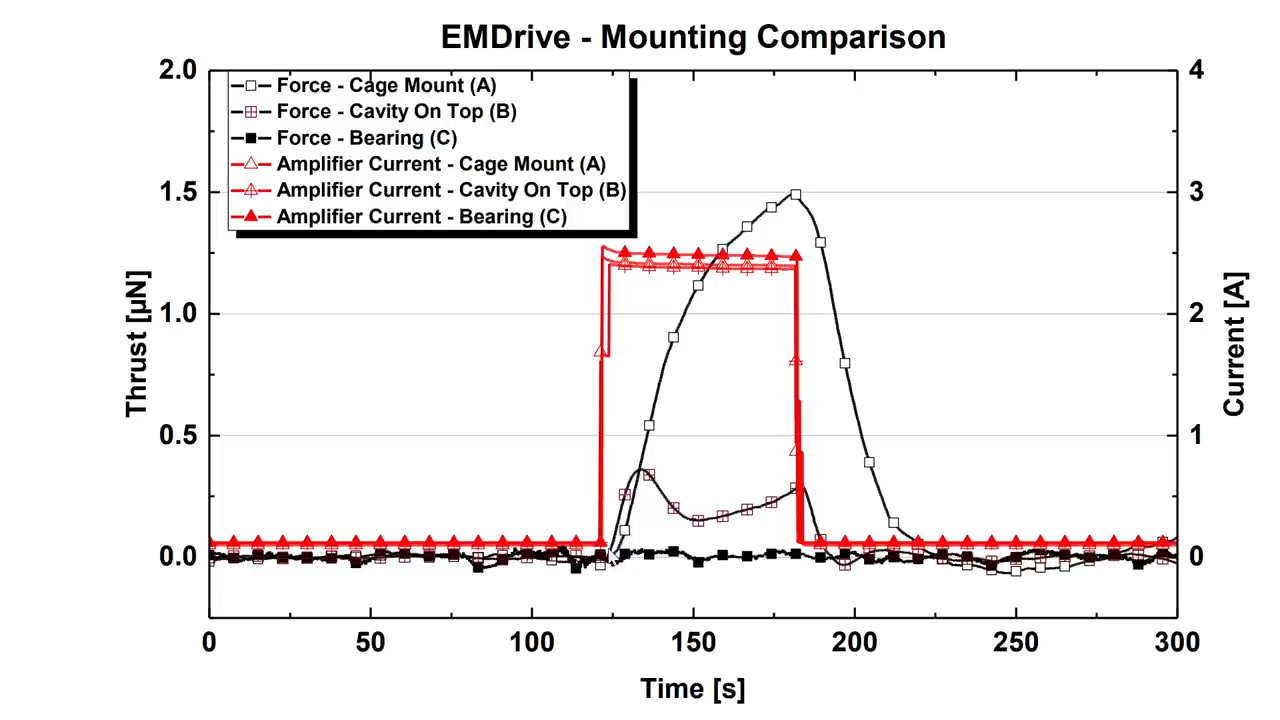 EMDrive - Mounting Comparison
Force - Cage Mount (A)
Force - Cavity On Top (B)
Force - Bearing (C)
Amplifier Current - Cage Mount (A)
Amplifier Current - Cavity On Top (B)
Amplifier Current - Bearing (C)
2.0
1.5
1.0
0.5
0.0
Thrust [µN]
4
3
2
1
0
Current [A]
0 50 100 150 200 250 300
Time [s]